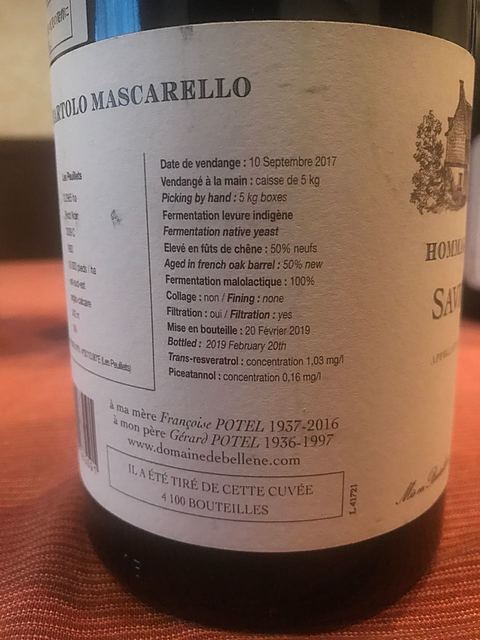 BARTOLO MASCARELLO
Les Peuillets
Date de vendange : 10 Septembre 2017
Vendangé à la main : caisse de 5 kg
Picking by hand : 5 kg boxes
Fermentation levure indigène
Fermentation native yeast
Elevé en fûts de chêne : 50% neufs
Aged in french oak barrel : 50% new
Fermentation malolactique : 100%
Collage : non / Fining : none
Filtration : oui / Filtration : yes
Mise en bouteille : 20 Février 2019
Bottled : 2019 February 20th
Trans-resveratrol : concentration 1,03 mg/l
Piceatannol : concentration 0,16 mg/l
(Les Peuillets)
à ma mère Françoise POTEL 1937-2016
à mon père Gérard POTEL 1936-1997
www.domainedebellene.com
IL A ÉTÉ TIRÉ DE CETTE CUVÉE
4 100 BOUTEILLES
L.41721
HOMMA
SAVI